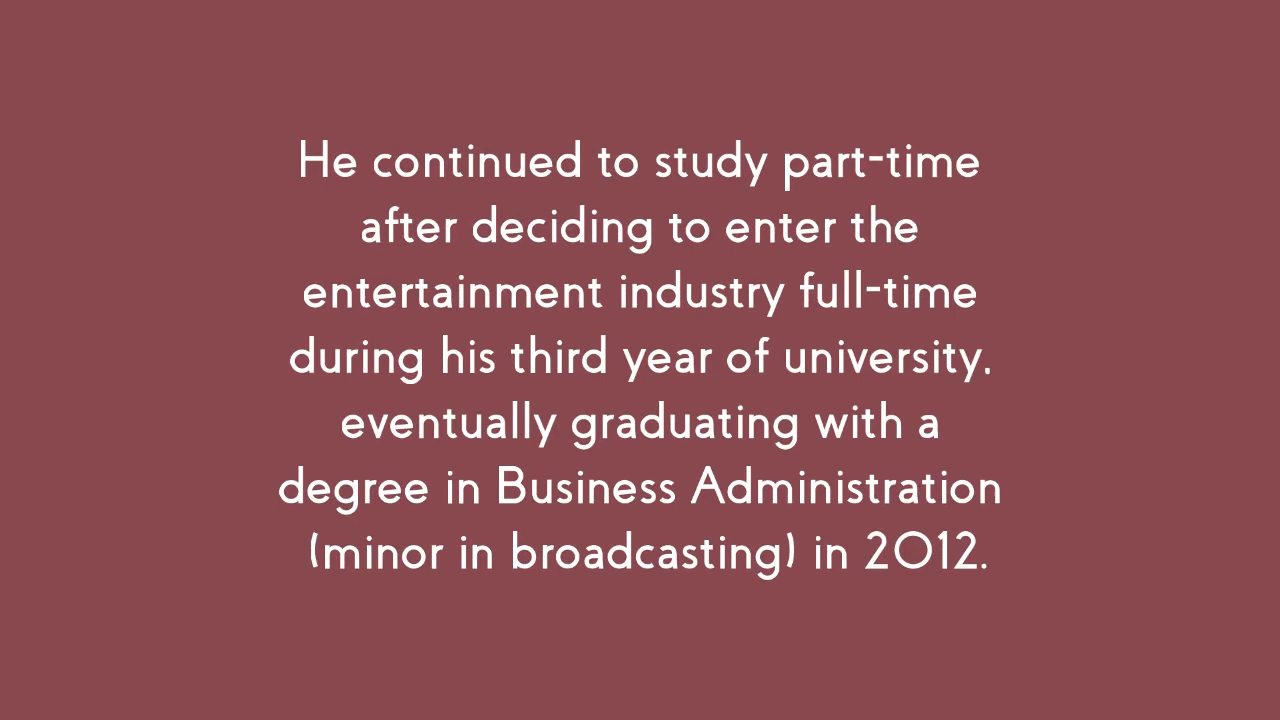 He continued to study part-time
after deciding to enter the
entertainment industry full-time
during his third year of university,
eventually graduating with a
degree in Business Administration
(minor in broadcasting) in 2012.